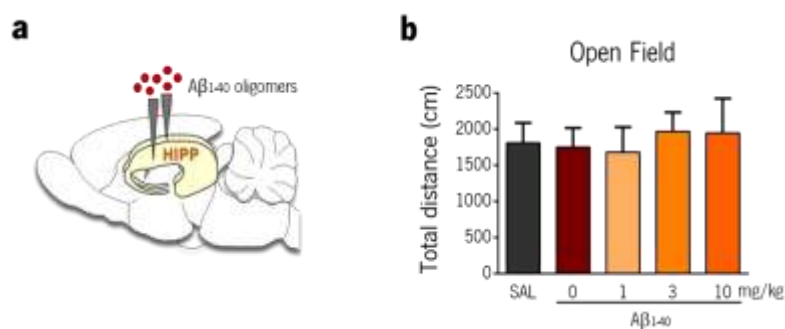 a
Aβ₁₋₄₀ oligomers
HIPP
b
Open Field
Total distance (cm)
2500
2000
1500
1000
500
0
SAL 0 1 3 10 mg/kg
Aβ₁₋₄₀